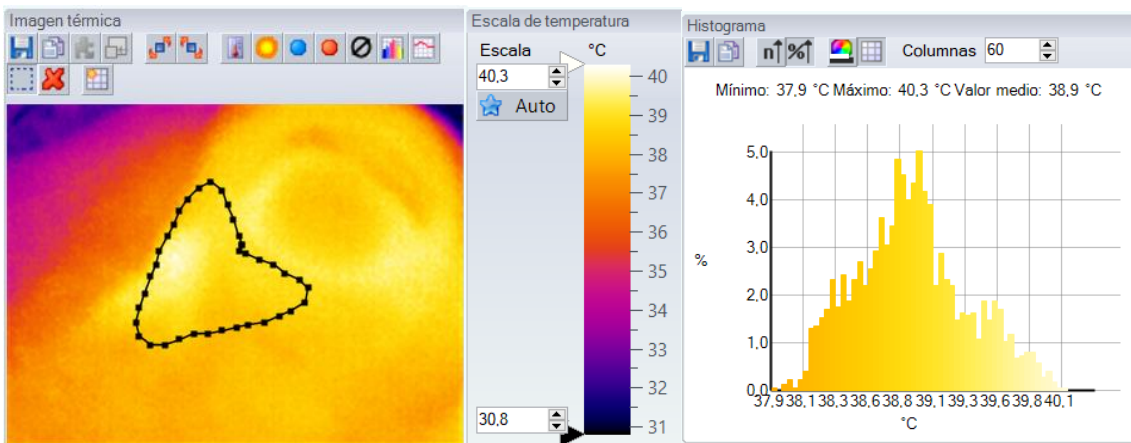 Imagen térmica
Escala de temperatura
Escala
°C
40,3
Auto
40
39
38
37
36
35
34
33
32
31
30,8
Histograma
n %
Columnas 60
Mínimo: 37,9 °C Máximo: 40,3 °C Valor medio: 38,9 °C
5,0
4,0
3,0
%
2,0
1,0
0,0
37,9 38,1 38,3 38,6 38,8 39,1 39,3 39,6 39,8 40,1
°C